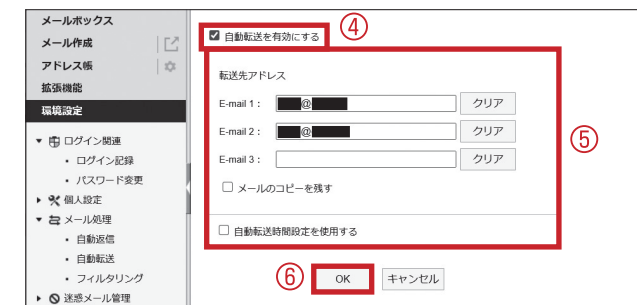 メールボックス
メール作成
アドレス帳
拡張機能
環境設定
ログイン関連
・ログイン記録
・パスワード変更
個人設定
メール処理
・自動返信
・自動転送
・フィルタリング
迷惑メール管理
自動転送を有効にする
④
転送先アドレス
E-mail 1： @ クリア
E-mail 2： @ クリア
E-mail 3： クリア
メールのコピーを残す
自動転送時間設定を使用する
⑤
⑥ OK キャンセル